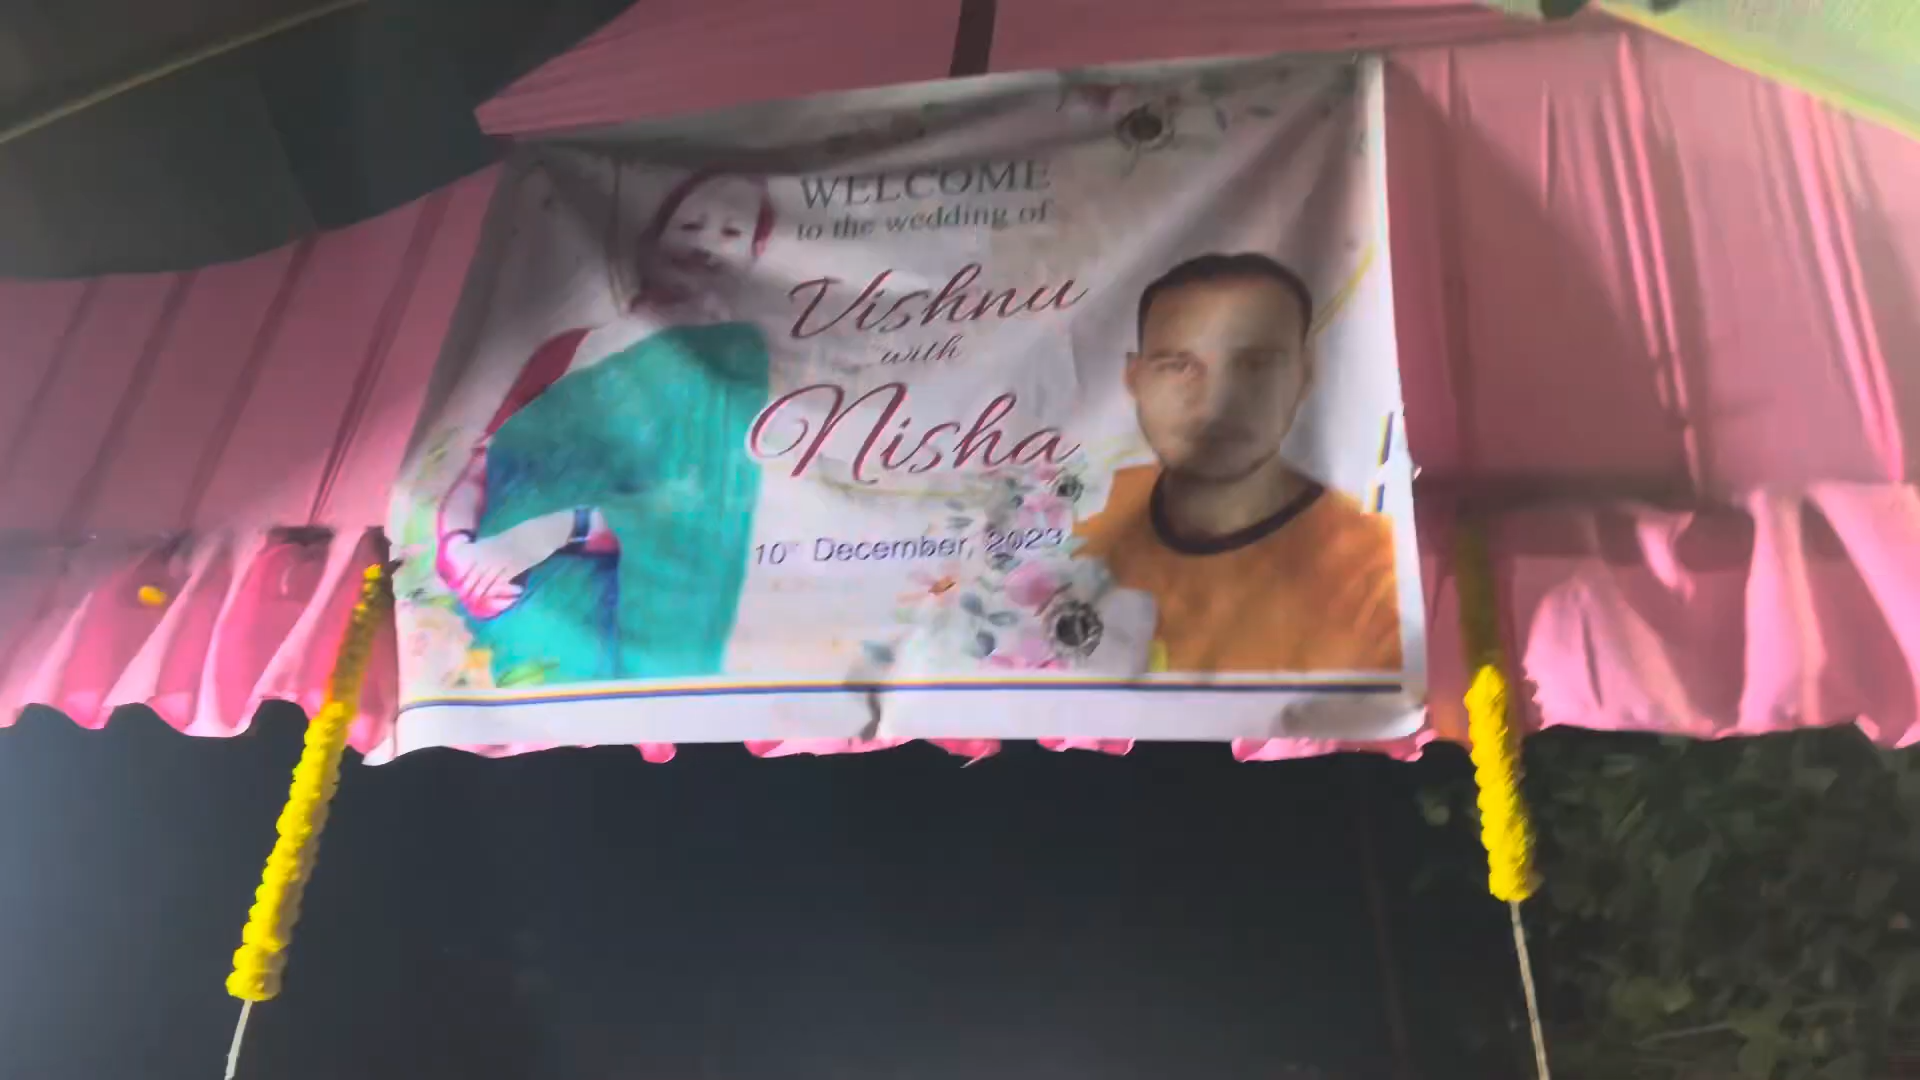 WELCOME
to the wedding of
Vishnu
with
Nisha
10th December, 2023